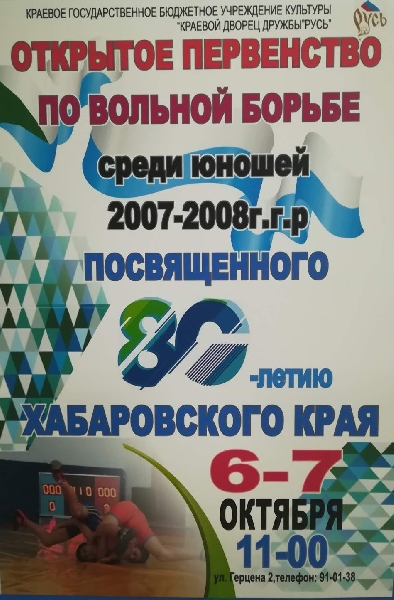 КРАЕВОЕ ГОСУДАРСТВЕННОЕ БЮДЖЕТНОЕ УЧРЕЖДЕНИЕ КУЛЬТУРЫ
"КРАЕВОЙ ДВОРЕЦ ДРУЖБЫ"РУСЬ"
Русь
ОТКРЫТОЕ ПЕРВЕНСТВО
ПО ВОЛЬНОЙ БОРЬБЕ
среди юношей
2007-2008г.г.р
ПОСВЯЩЕННОГО
80
-летию
ХАБАРОВСКОГО КРАЯ
6-7
ОКТЯБРЯ
11-00
ул. Герцена 2,телефон: 91-01-38